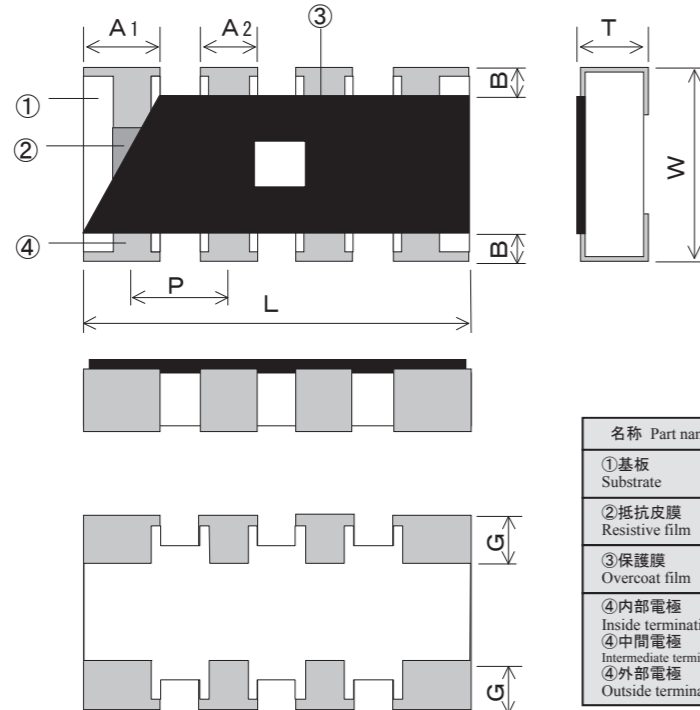 ③
A1
A2
T
①
B
②
W
④
B
P
L
G
G
名称 Part nam
①基板
Substrate
②抵抗皮膜
Resistive film
③保護膜
Overcoat film
④内部電極
Inside terminati
④中間電極
Intermediate termi
④外部電極
Outside termina